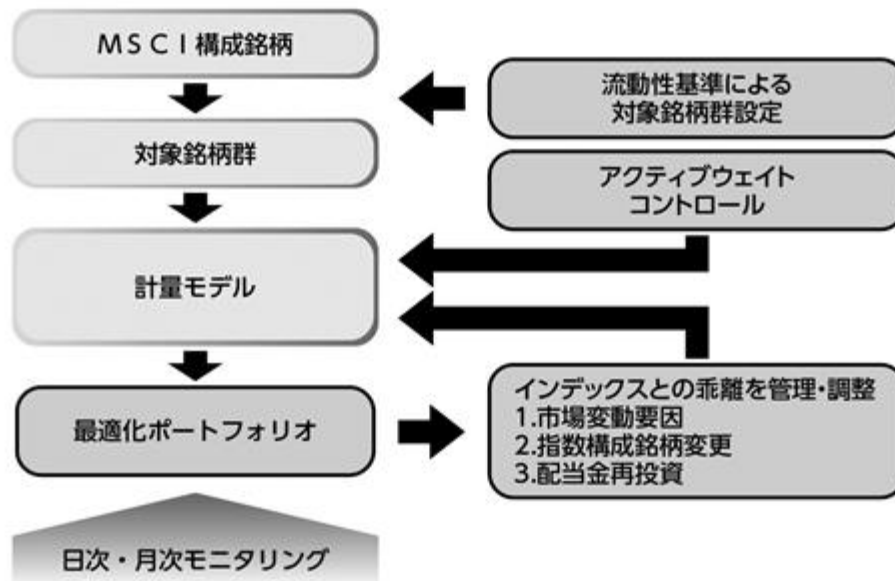 ＭＳＣＩ構成銘柄
流動性基準による
対象銘柄群設定
対象銘柄群
アクティブウェイト
コントロール
計量モデル
最適化ポートフォリオ
インデックスとの乖離を管理・調整
1.市場変動要因
2.指数構成銘柄変更
3.配当金再投資
日次・月次モニタリング